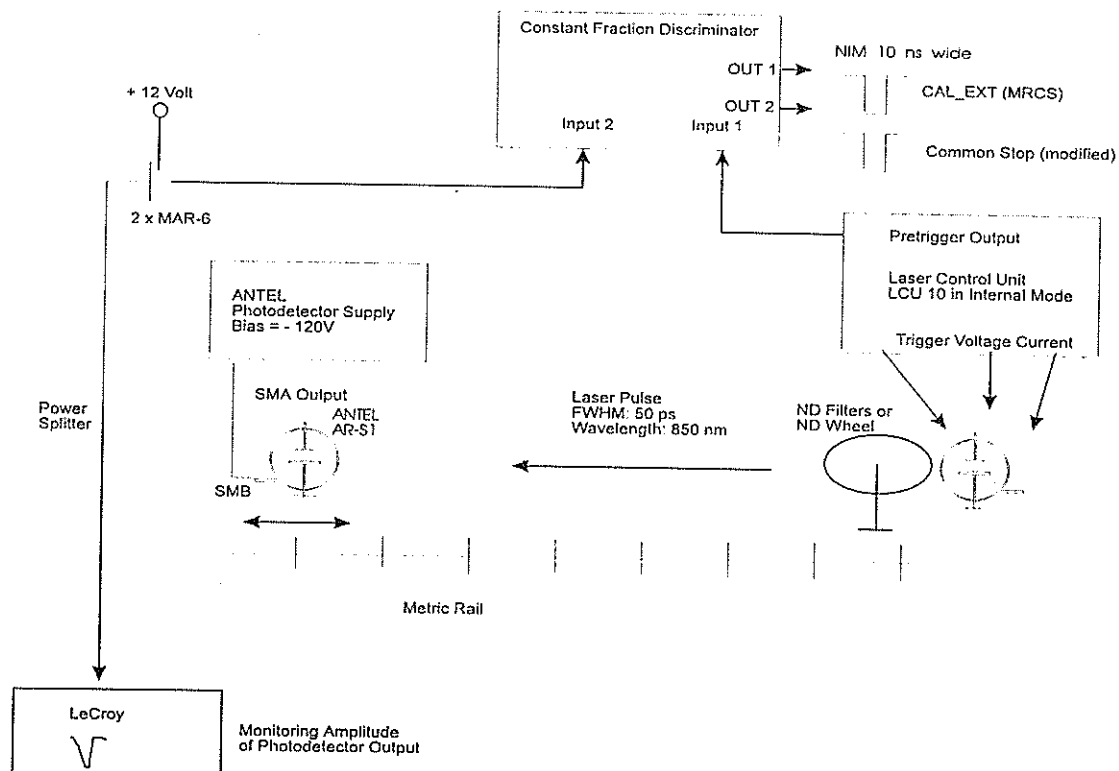 Constant Fraction Discriminator
OUT 1
OUT 2
Input 2
Input 1
NIM 10 ns wide
CAL_EXT (MRCS)
Common Stop (modified)
+ 12 Volt
2 x MAR-6
Pretrigger Output
Laser Control Unit
LCU 10 in Internal Mode
Trigger Voltage Current
ANTEL
Photodetector Supply
Bias = - 120V
SMA Output
ANTEL
AR-S1
SMB
Power
Splitter
Laser Pulse
FWHM: 50 ps
Wavelength: 850 nm
ND Filters or
ND Wheel
Metric Rail
LeCroy
Monitoring Amplitude
of Photodetector Output